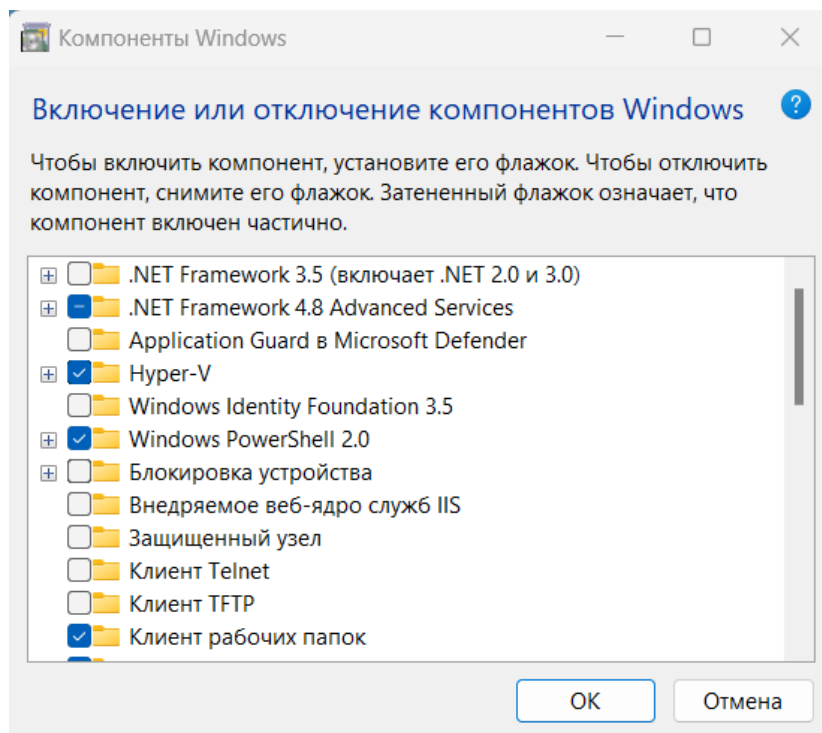 Компоненты Windows
Включение или отключение компонентов Windows
?
Чтобы включить компонент, установите его флажок. Чтобы отключить
компонент, снимите его флажок. Затененный флажок означает, что
компонент включен частично.
.NET Framework 3.5 (включает .NET 2.0 и 3.0)
.NET Framework 4.8 Advanced Services
Application Guard в Microsoft Defender
Hyper-V
Windows Identity Foundation 3.5
Windows PowerShell 2.0
Блокировка устройства
Внедряемое веб-ядро служб IIS
Защищенный узел
Клиент Telnet
Клиент TFTP
Клиент рабочих папок
ОК Отмена